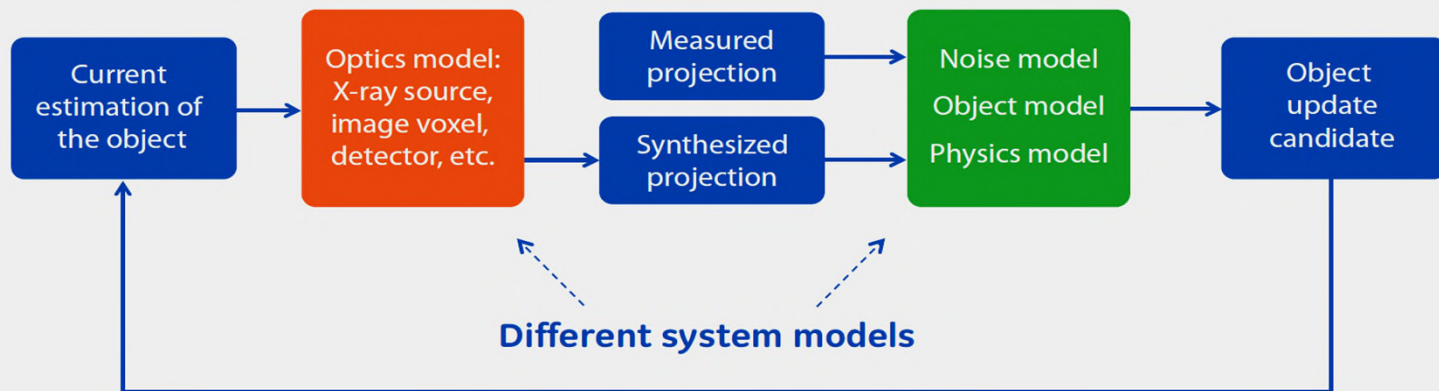 Current
estimation of
the object
Optics model:
X-ray source,
image voxel,
detector, etc.
Measured
projection
Synthesized
projection
Noise model
Object model
Physics model
Object
update
candidate
Different system models